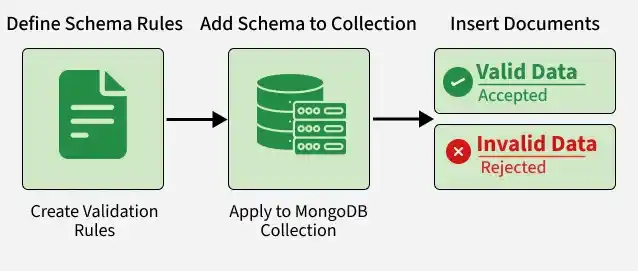 Define Schema Rules
Add Schema to Collection
Insert Documents
Valid Data
Accepted
Invalid Data
Rejected
Create Validation
Rules
Apply to MongoDB
Collection